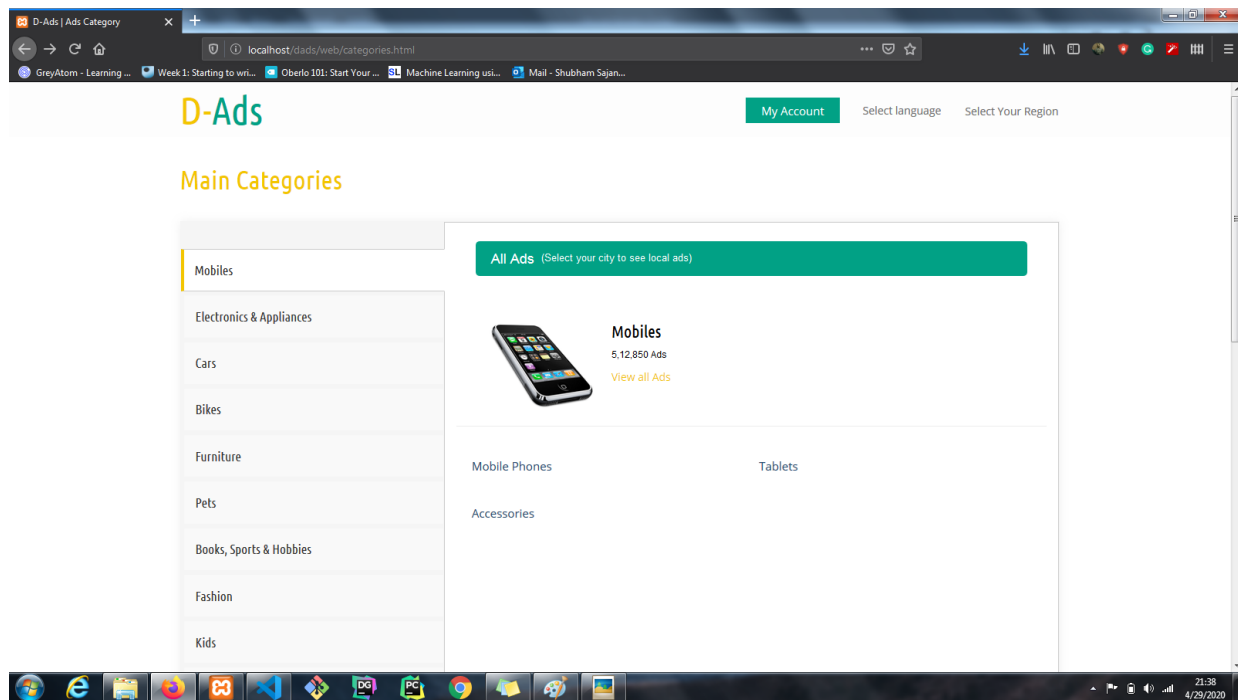 D-Ads | Ads Category
localhost/dads/web/categories.html
GreyAtom - Learning ... Week 1: Starting to wri... Oberlo 101: Start Your ... SL Machine Learning usi... Mail - Shubham Sajan...
D-Ads My Account Select language Select Your Region
Main Categories
Mobiles
Electronics & Appliances
Cars
Bikes
Furniture
Pets
Books, Sports & Hobbies
Fashion
Kids
All Ads (Select your city to see local ads)
Mobiles
5,12,850 Ads
View all Ads
Mobile Phones Tablets
Accessories
DG PC
21:38
4/29/2020